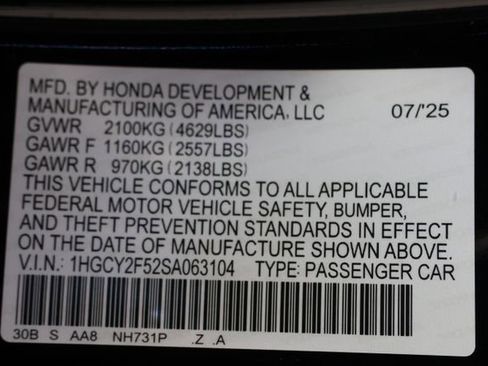 MFD. BY HONDA DEVELOPMENT &
MANUFACTURING OF AMERICA, LLC 07/'25
GVWR 2100KG (4629LBS)
GAWR F 1160KG (2557LBS)
GAWR R 970KG (2138LBS)
THIS VEHICLE CONFORMS TO ALL APPLICABLE
FEDERAL MOTOR VEHICLE SAFETY, BUMPER,
AND THEFT PREVENTION STANDARDS IN EFFECT
ON THE DATE OF MANUFACTURE SHOWN ABOVE.
V.I.N.: 1HGCY2F52SA063104 TYPE: PASSENGER CAR
30B S AA8 NH731P .Z .A